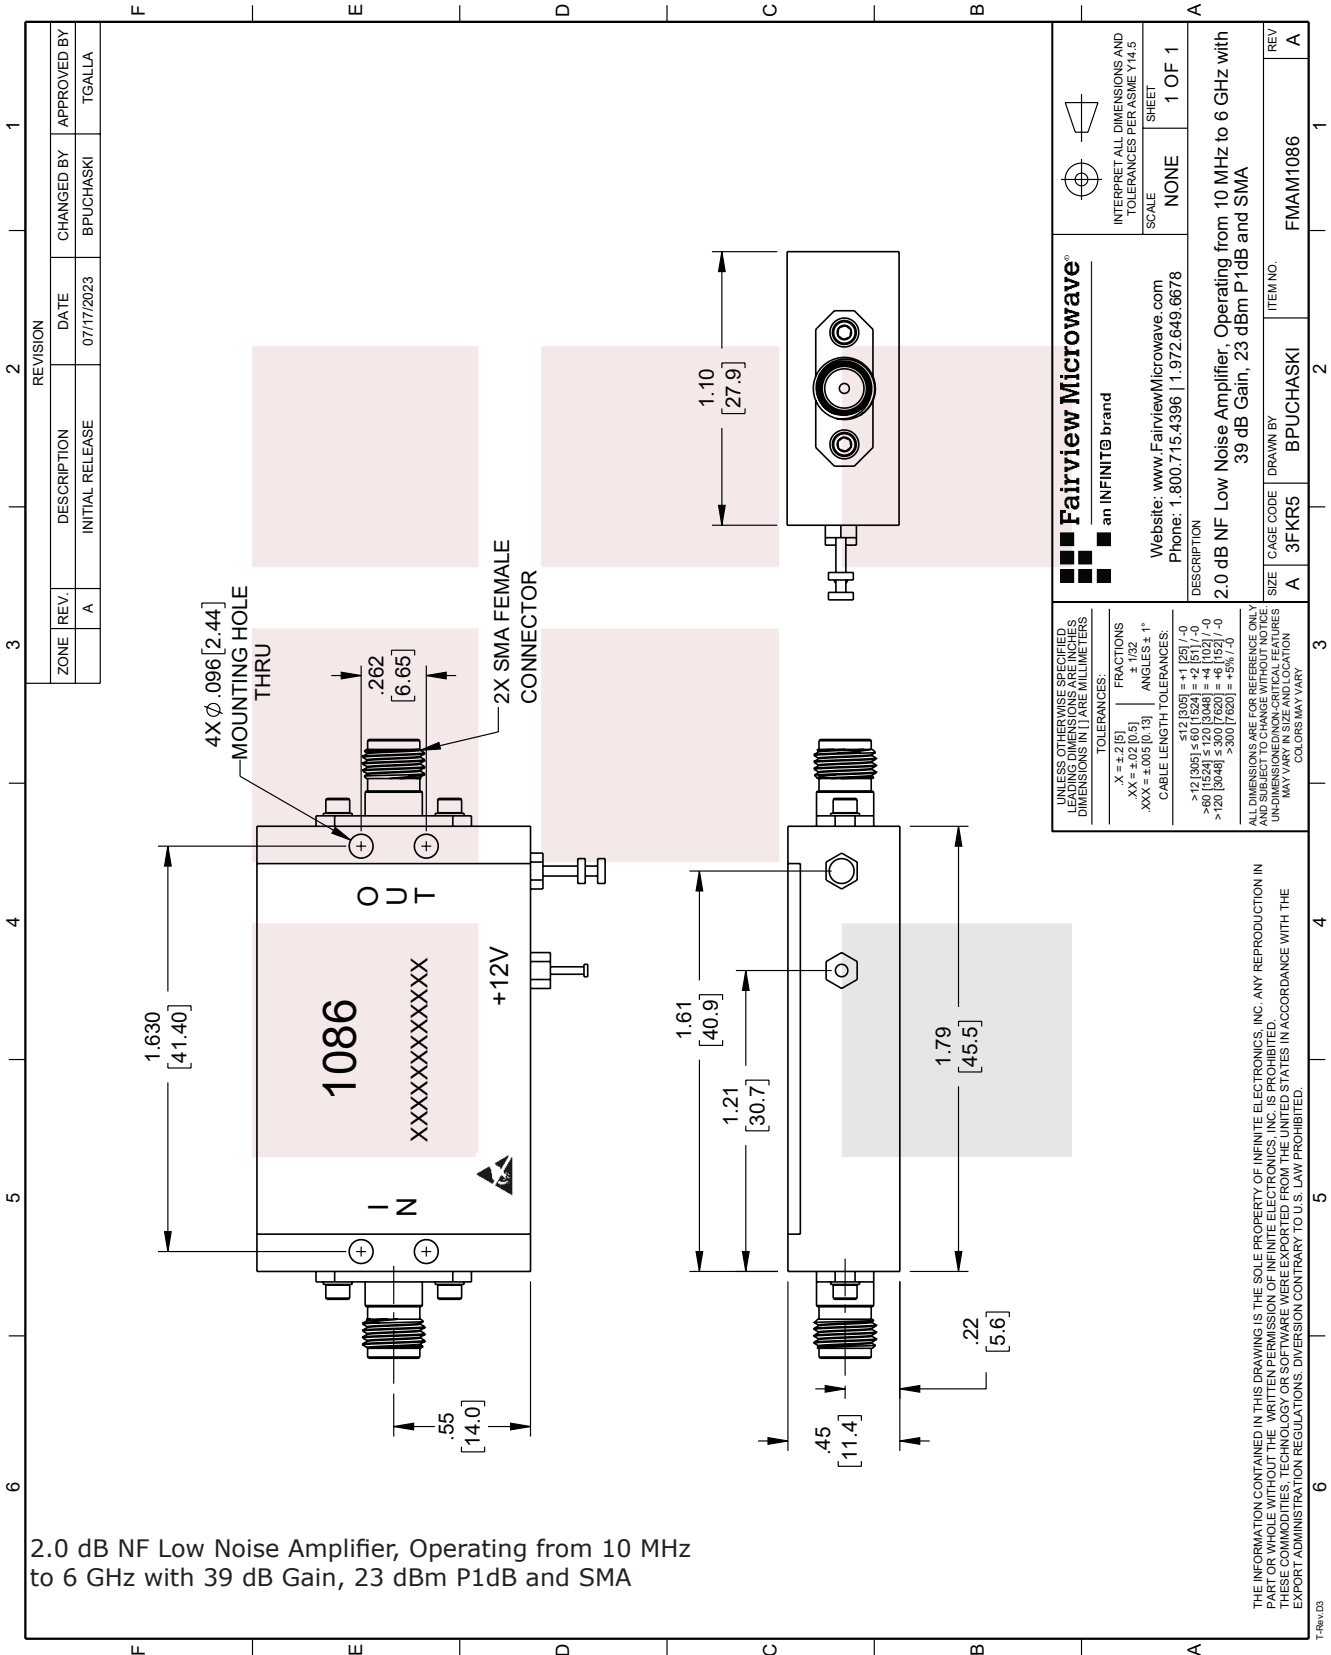 REVISION
ZONE REV. DESCRIPTION DATE CHANGED BY APPROVED BY
A INITIAL RELEASE 07/17/2023 BPUCHASKI TGALLA
6 5 4 3 2 1
F
E
D
C
B
A
4X Ø.096[2.44]
MOUNTING HOLE
THRU
1.630
[41.40]
.262
[6.65]
2X SMA FEMALE
CONNECTOR
IN
OUT
1086
XXXXXXXXXXX
+12V
.55
[14.0]
1.10
[27.9]
1.61
[40.9]
1.21
[30.7]
1.79
[45.5]
.45
[11.4]
.22
[5.6]
UNLESS OTHERWISE SPECIFIED
LEADING DIMENSIONS ARE INCHES
DIMENSIONS IN [ ] ARE MILLIMETERS
TOLERANCES:
.X = ±.2 [5] FRACTIONS
.XX = ±.02 [0.5] ± 1/32
.XXX = ±.005 [0.13] ANGLES ± 1°
CABLE LENGTH TOLERANCES:
≤12 [305] = +1 [25] / -0
>12 [305] ≤ 60 [1524] = +2 [51] / -0
>60 [1524] ≤ 120 [3048] = +4 [102] / -0
>120 [3048] ≤ 300 [7620] = +6 [152] / -0
>300 [7620] = +5% / -0
ALL DIMENSIONS ARE FOR REFERENCE ONLY
AND SUBJECT TO CHANGE WITHOUT NOTICE.
UN-DIMENSIONED/NON-CRITICAL FEATURES
MAY VARY IN SIZE AND LOCATION
COLORS MAY VARY
Fairview Microwave®
an INFINIT® brand
Website: www.FairviewMicrowave.com
Phone: 1.800.715.4396 | 1.972.649.6678
INTERPRET ALL DIMENSIONS AND
TOLERANCES PER ASME Y14.5
SCALE NONE
SHEET 1 OF 1
DESCRIPTION
2.0 dB NF Low Noise Amplifier, Operating from 10 MHz to 6 GHz with
39 dB Gain, 23 dBm P1dB and SMA
SIZE A
CAGE CODE 3FKR5
DRAWN BY BPUCHASKI
ITEM NO. FMAM1086
REV A
THE INFORMATION CONTAINED IN THIS DRAWING IS THE SOLE PROPERTY OF INFINITE ELECTRONICS, INC. ANY REPRODUCTION IN
PART OR WHOLE WITHOUT THE WRITTEN PERMISSION OF INFINITE ELECTRONICS, INC. IS PROHIBITED.
THESE COMMODITIES, TECHNOLOGY OR SOFTWARE WERE EXPORTED FROM THE UNITED STATES IN ACCORDANCE WITH THE
EXPORT ADMINISTRATION REGULATIONS. DIVERSION CONTRARY TO U.S. LAW PROHIBITED.
6 5 4 3 2 1
F
E
D
C
B
A
T-Rev.D3
2.0 dB NF Low Noise Amplifier, Operating from 10 MHz
to 6 GHz with 39 dB Gain, 23 dBm P1dB and SMA